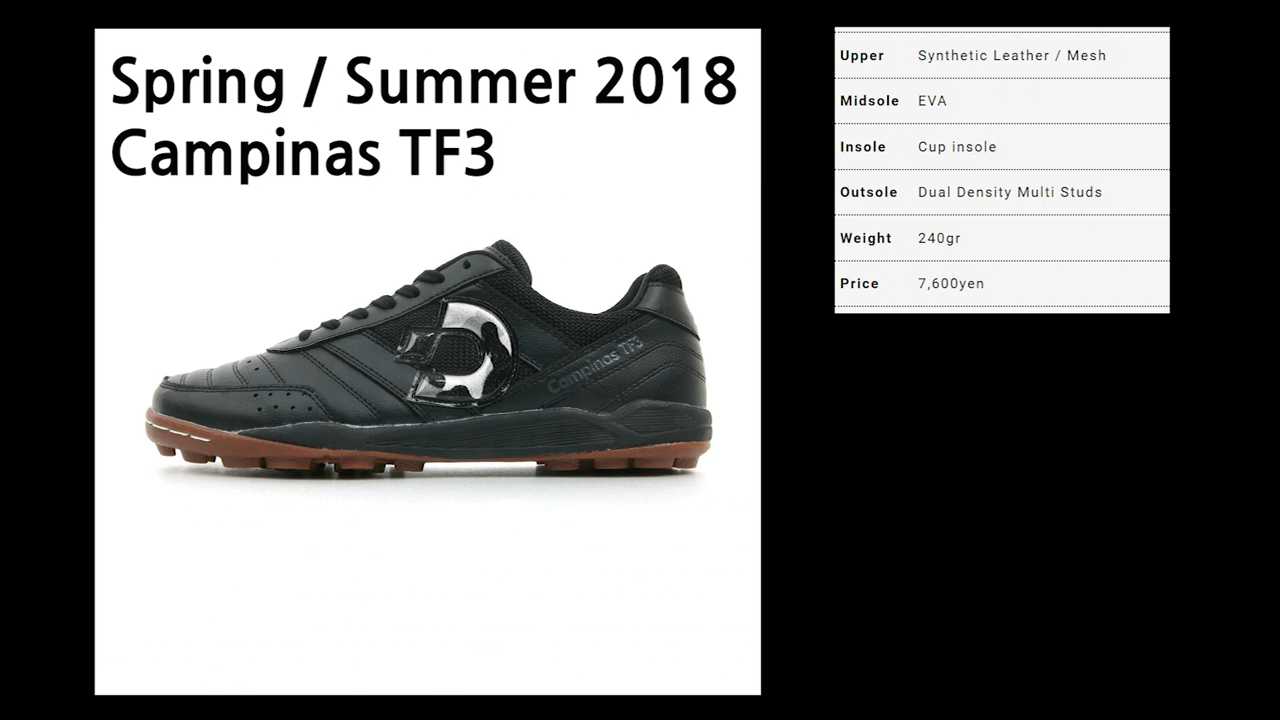 Spring / Summer 2018
Campinas TF3
Campinas TF3
Upper Synthetic Leather / Mesh
Midsole EVA
Insole Cup insole
Outsole Dual Density Multi Studs
Weight 240gr
Price 7,600yen